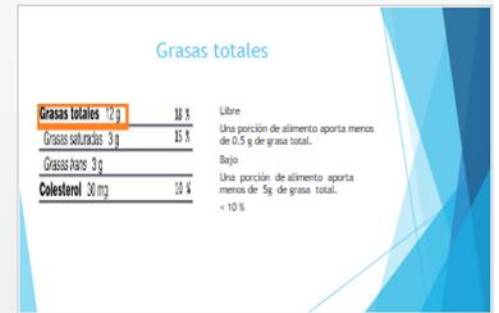 Grasas totales
Grasas totales 12 g 18 %
Grasas saturadas 3 g 15 %
Grasas trans 3 g
Colesterol 30 mg 10 %
Libre
Una porción de alimento aporta menos
de 0.5 g de grasa total.
Bajo
Una porción de alimento aporta
menos de 5g de grasa total.
< 10 %